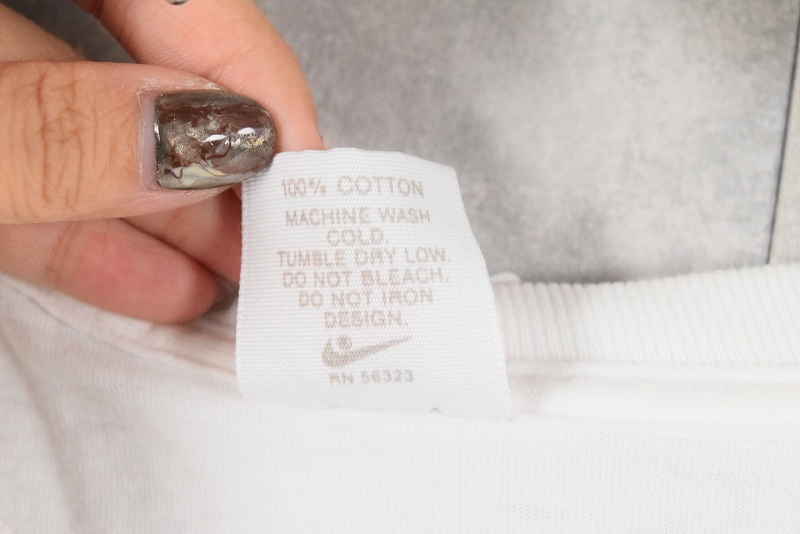 100% COTTON
MACHINE WASH
COLD.
TUMBLE DRY LOW.
DO NOT BLEACH.
DO NOT IRON
DESIGN.
RN 56323